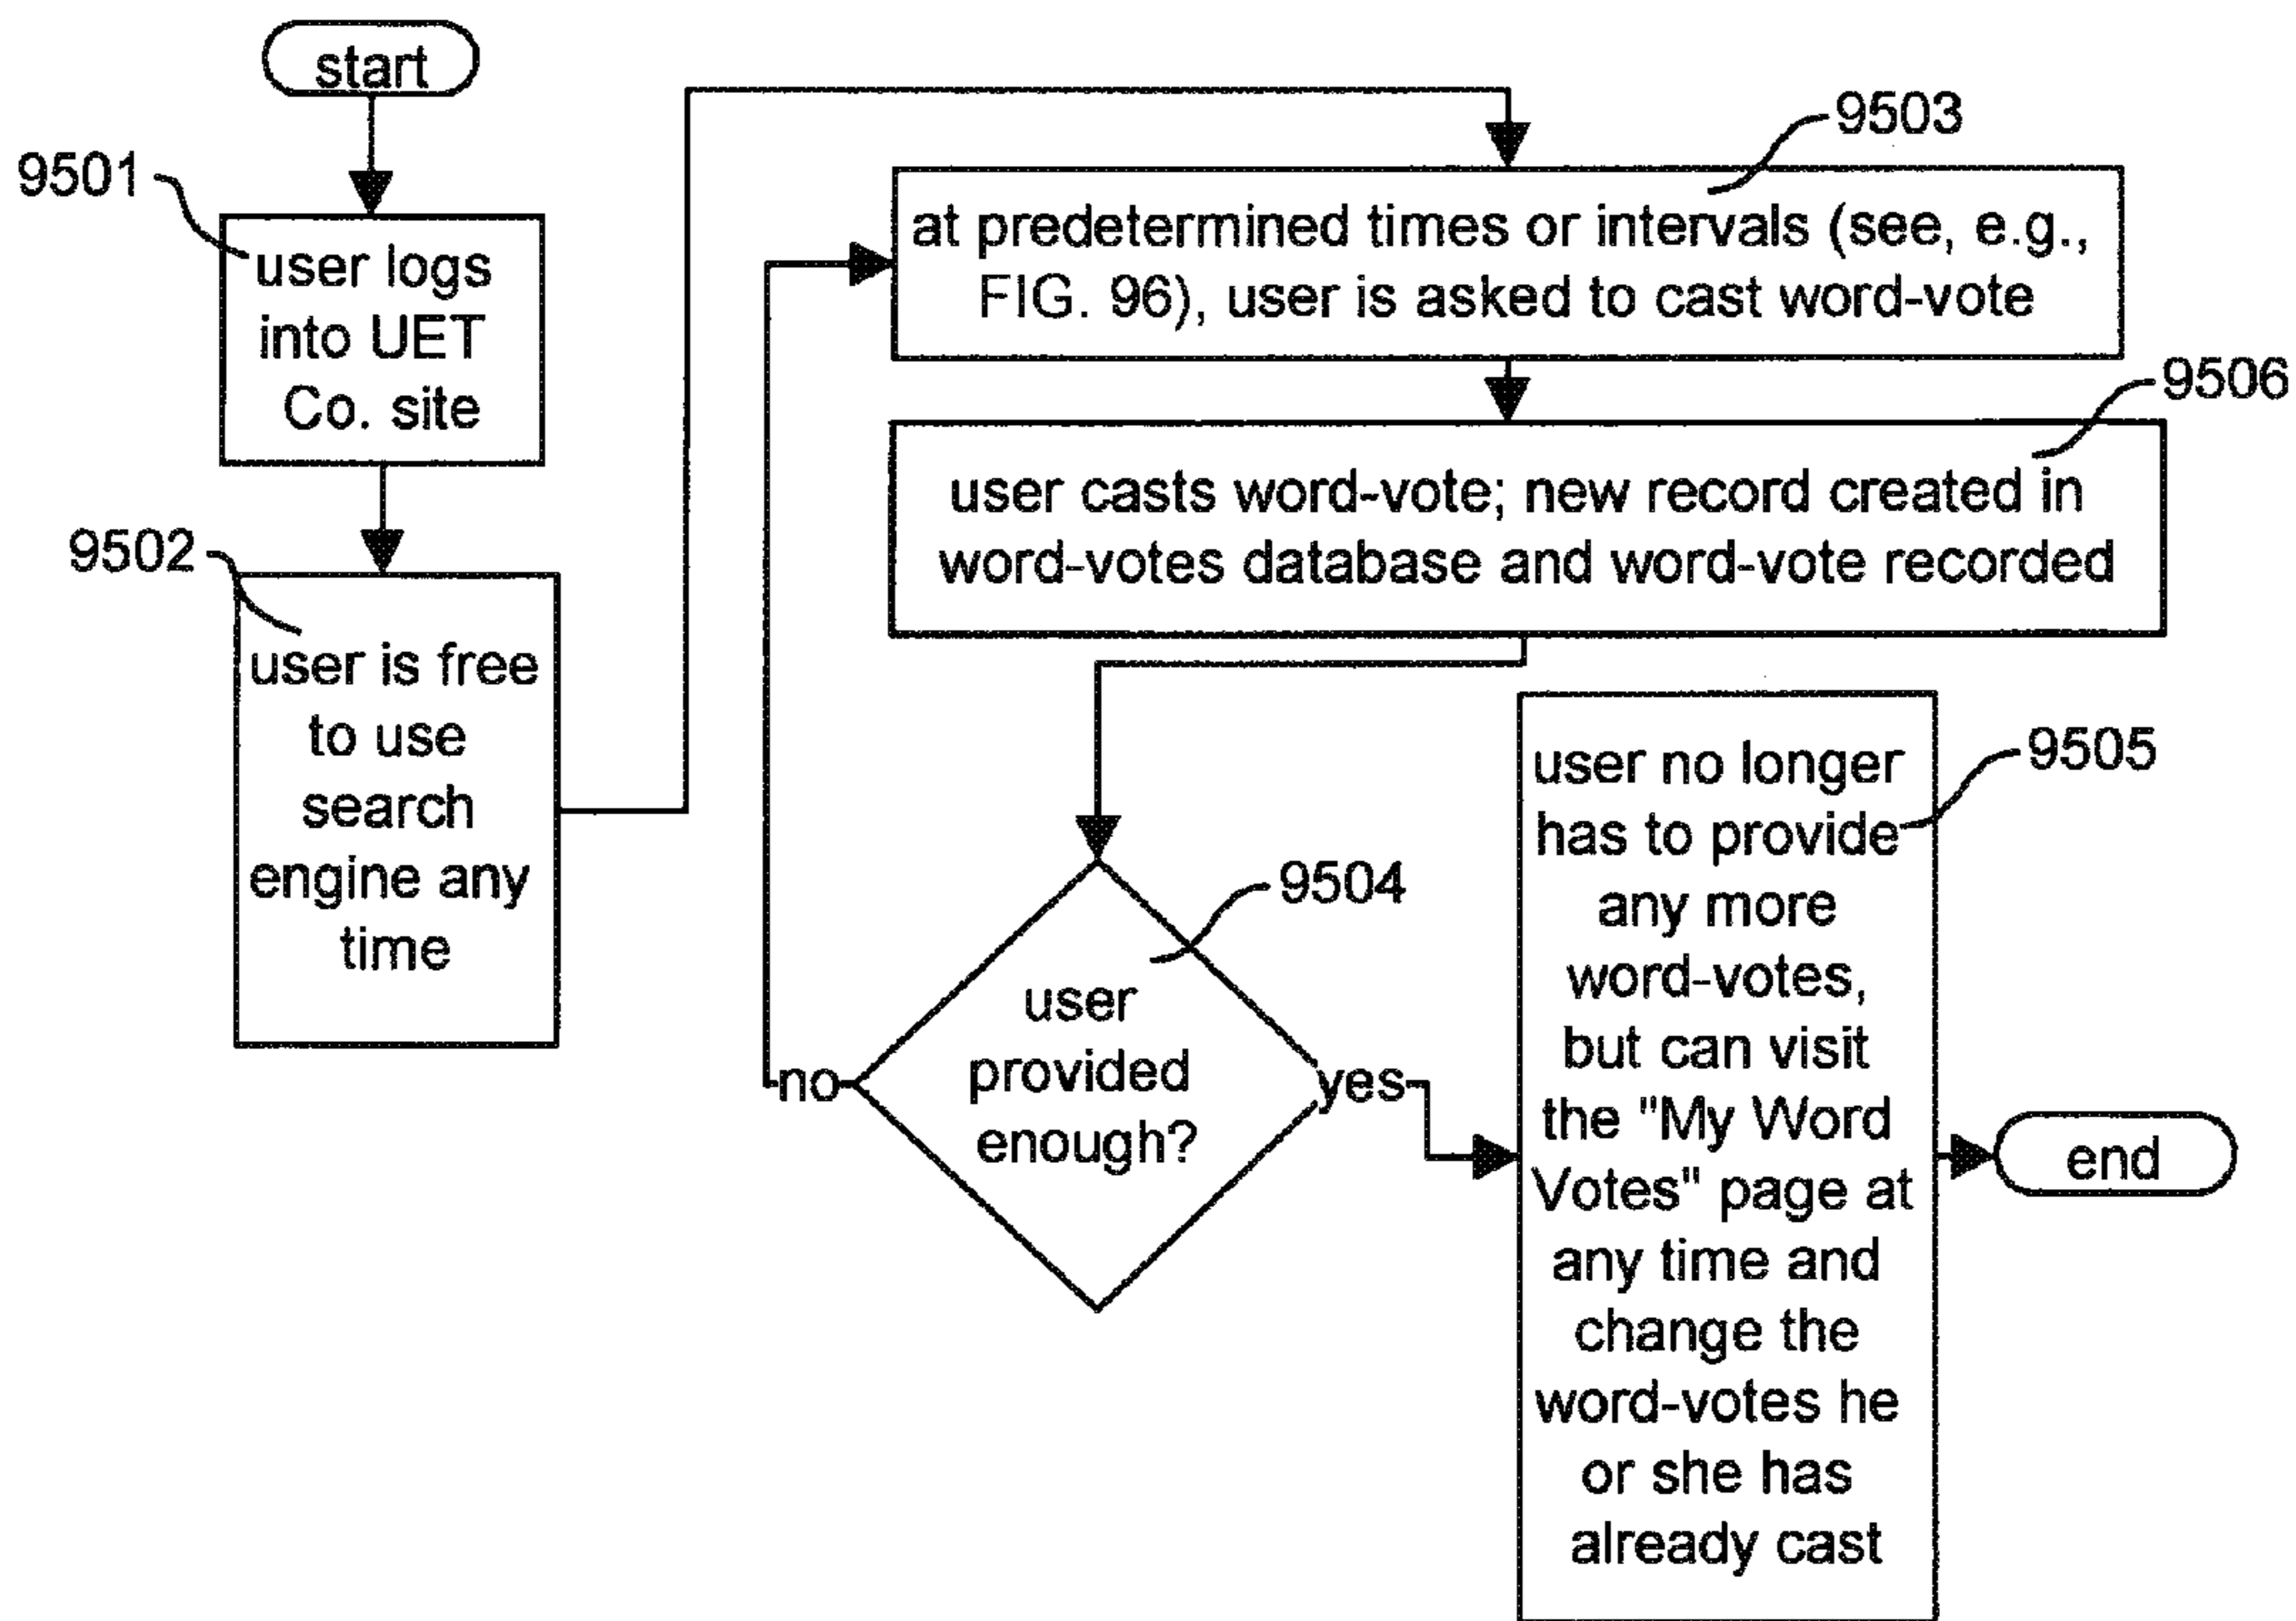 start
9501
user logs
into UET
Co. site
9502
user is free
to use
search
engine any
time
9503
at predetermined times or intervals (see, e.g.,
FIG. 96), user is asked to cast word-vote
9506
user casts word-vote; new record created in
word-votes database and word-vote recorded
9504
user
provided
enough?
no
yes
9505
user no longer
has to provide
any more
word-votes,
but can visit
the "My Word
Votes" page at
any time and
change the
word-votes he
or she has
already cast
end